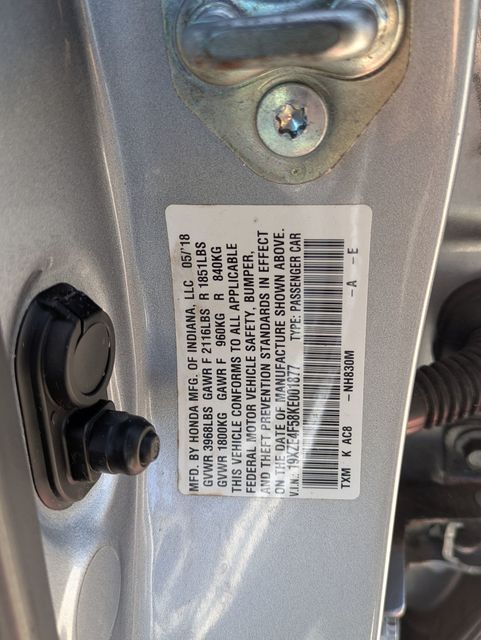 MFD. BY HONDA MFG. OF INDIANA, LLC 05/'18
GVWR 3968LBS GAWR F 2116LBS R 1851LBS
GVWR 1800KG GAWR F 960KG R 840KG
THIS VEHICLE CONFORMS TO ALL APPLICABLE
FEDERAL MOTOR VEHICLE SAFETY, BUMPER,
AND THEFT PREVENTION STANDARDS IN EFFECT
ON THE DATE OF MANUFACTURE SHOWN ABOVE.
V.I.N.: 19XZE4F58KE001877 TYPE: PASSENGER CAR
TXM K AC8 -NH830M -A -E